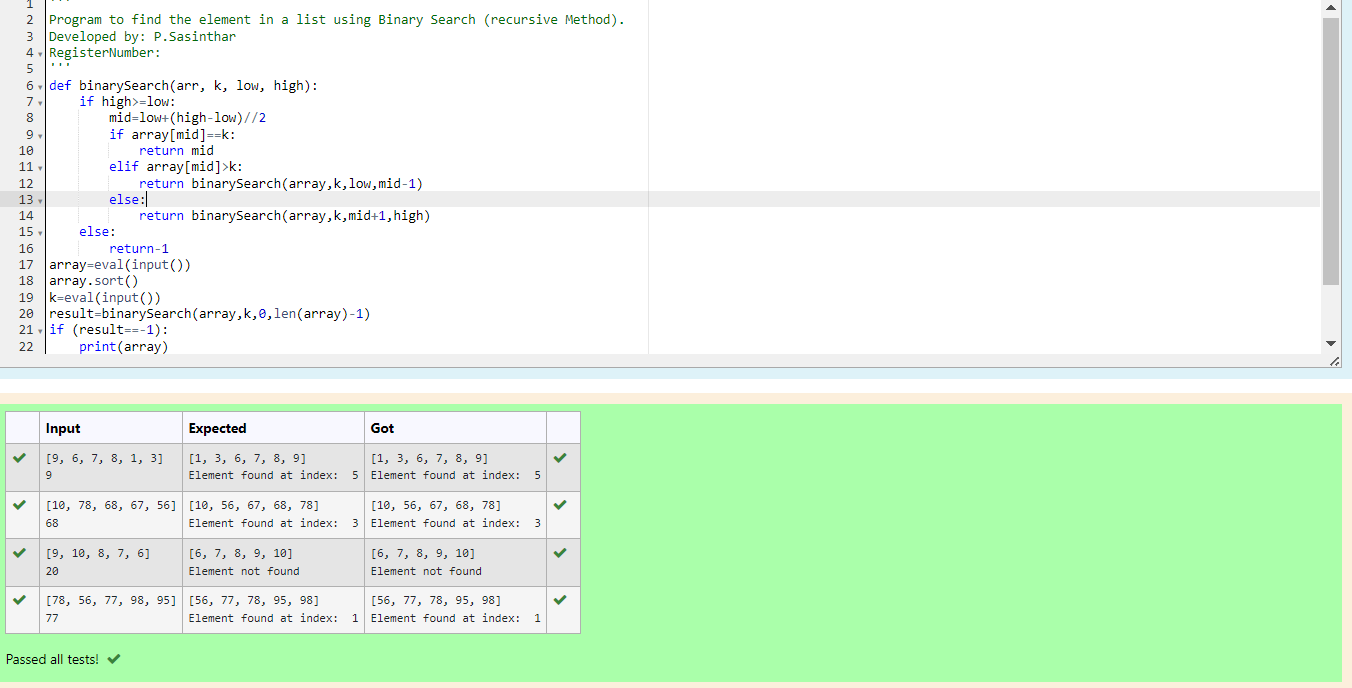 1 '''
2 Program to find the element in a list using Binary Search (recursive Method).
3 Developed by: P.Sasinthar
4 RegisterNumber:
5 '''
6 def binarySearch(arr, k, low, high):
7     if high>=low:
8         mid=low+(high-low)//2
9         if array[mid]==k:
10             return mid
11         elif array[mid]>k:
12             return binarySearch(array,k,low,mid-1)
13         else:
14             return binarySearch(array,k,mid+1,high)
15     else:
16         return-1
17 array=eval(input())
18 array.sort()
19 k=eval(input())
20 result=binarySearch(array,k,0,len(array)-1)
21 if (result==-1):
22     print(array)
Input Expected Got
[9, 6, 7, 8, 1, 3] [1, 3, 6, 7, 8, 9] [1, 3, 6, 7, 8, 9]
9 Element found at index:  5 Element found at index:  5
[10, 78, 68, 67, 56] [10, 56, 67, 68, 78] [10, 56, 67, 68, 78]
68 Element found at index:  3 Element found at index:  3
[9, 10, 8, 7, 6] [6, 7, 8, 9, 10] [6, 7, 8, 9, 10]
20 Element not found Element not found
[78, 56, 77, 98, 95] [56, 77, 78, 95, 98] [56, 77, 78, 95, 98]
77 Element found at index:  1 Element found at index:  1
Passed all tests!